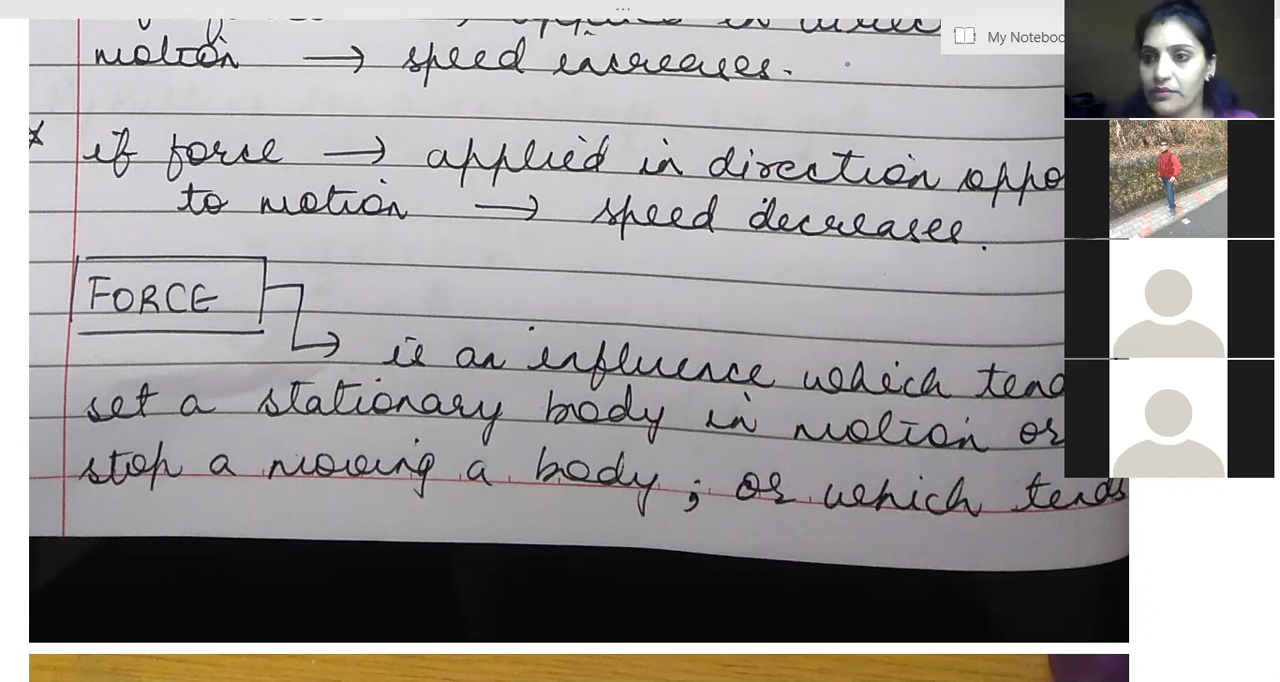 My Noteboo
motion → speed increases.
* if force → applied in direction oppo
to motion → speed decreases.
FORCE
→ is an influence which tend
set a stationary body in motion or
stop a moving a body ; or which tends